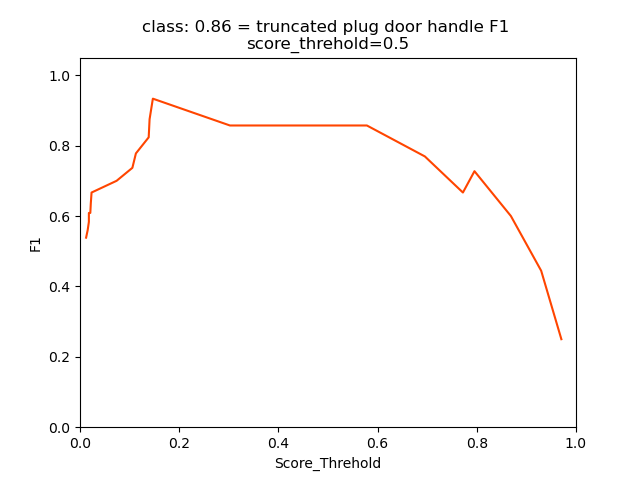 class: 0.86 = truncated plug door handle F1
score_threhold=0.5
1.0
0.8
0.6
0.4
0.2
0.0
F1
0.0 0.2 0.4 0.6 0.8 1.0
Score_Threhold